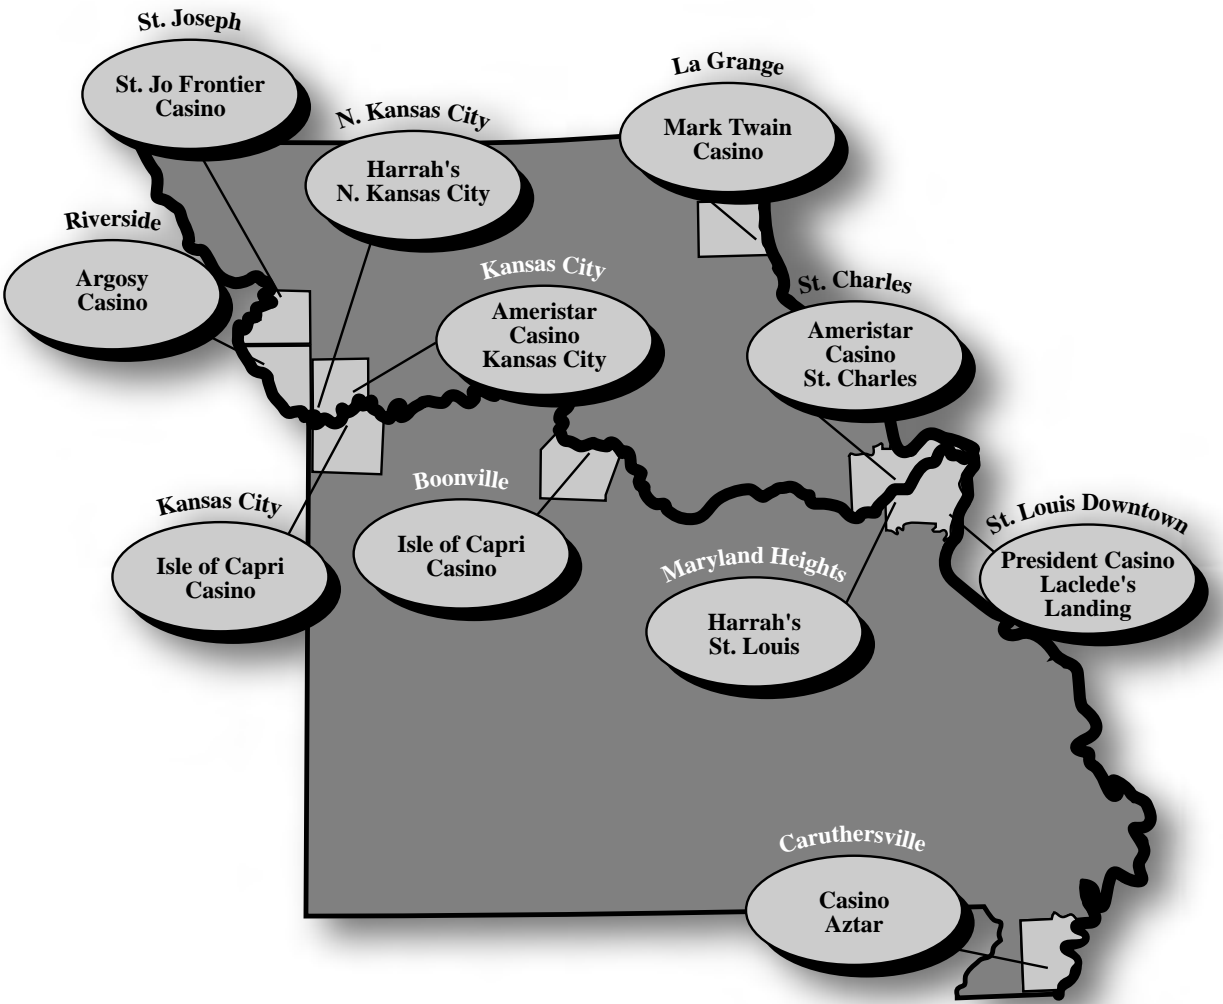 St. Joseph
St. Jo Frontier
Casino
N. Kansas City
Harrah's
N. Kansas City
La Grange
Mark Twain
Casino
Riverside
Argosy
Casino
Kansas City
Ameristar
Casino
Kansas City
St. Charles
Ameristar
Casino
St. Charles
Kansas City
Isle of Capri
Casino
Boonville
Isle of Capri
Casino
Maryland Heights
Harrah's
St. Louis
St. Louis Downtown
President Casino
Laclede's
Landing
Caruthersville
Casino
Aztar